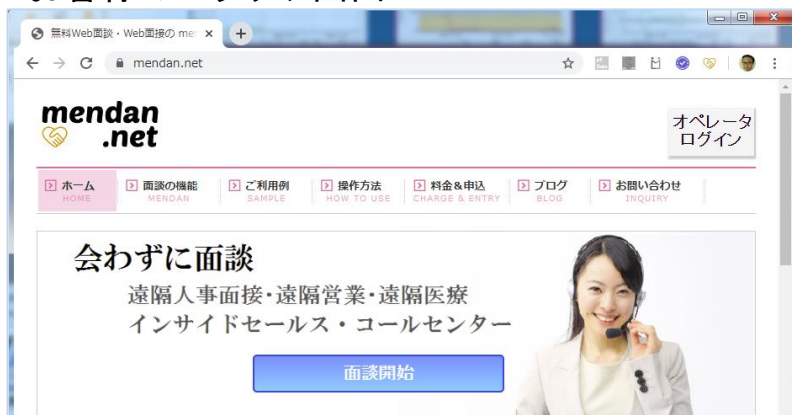 無料Web面談・Web面接の me
mendan.net
mendan
.net
オペレータ
ログイン
ホーム
HOME
面談の機能
MENDAN
ご利用例
SAMPLE
操作方法
HOW TO USE
料金&申込
CHARGE & ENTRY
ブログ
BLOG
お問い合わせ
INQUIRY
会わずに面談
遠隔人事面接・遠隔営業・遠隔医療
インサイドセールス・コールセンター
面談開始